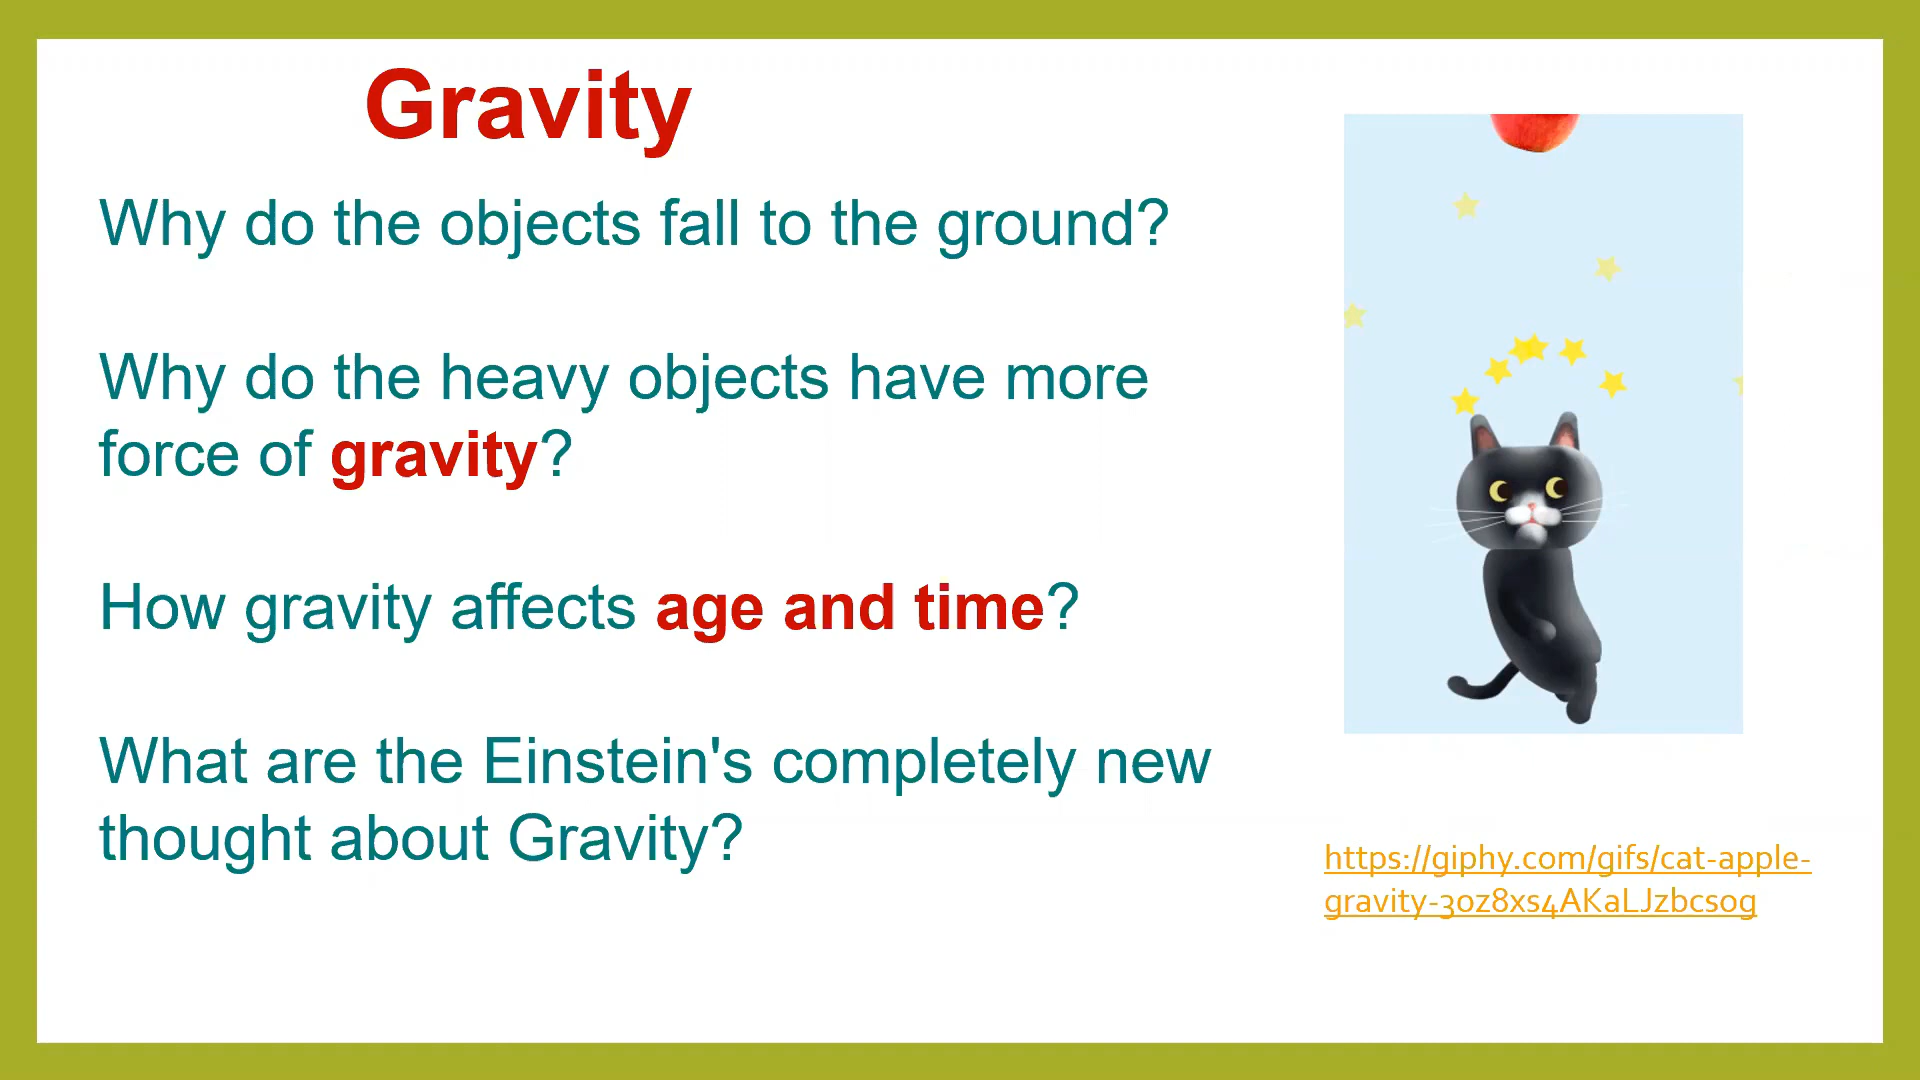 Gravity
Why do the objects fall to the ground?
Why do the heavy objects have more
force of gravity?
How gravity affects age and time?
What are the Einstein's completely new
thought about Gravity?
https://giphy.com/gifs/cat-apple-
gravity-3oz8xs4AKaLJzbcsog